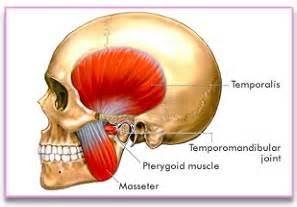 Temporalis
Temporomandibular
joint
Pterygoid muscle
Masseter